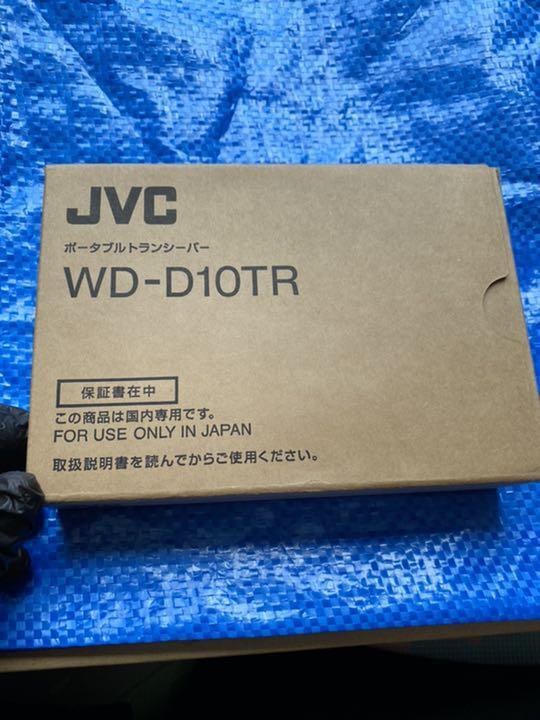 JVC
ポータブルトランシーバー
WD-D10TR
保証書在中
この商品は国内専用です。
FOR USE ONLY IN JAPAN
取扱説明書を読んでからご使用ください。